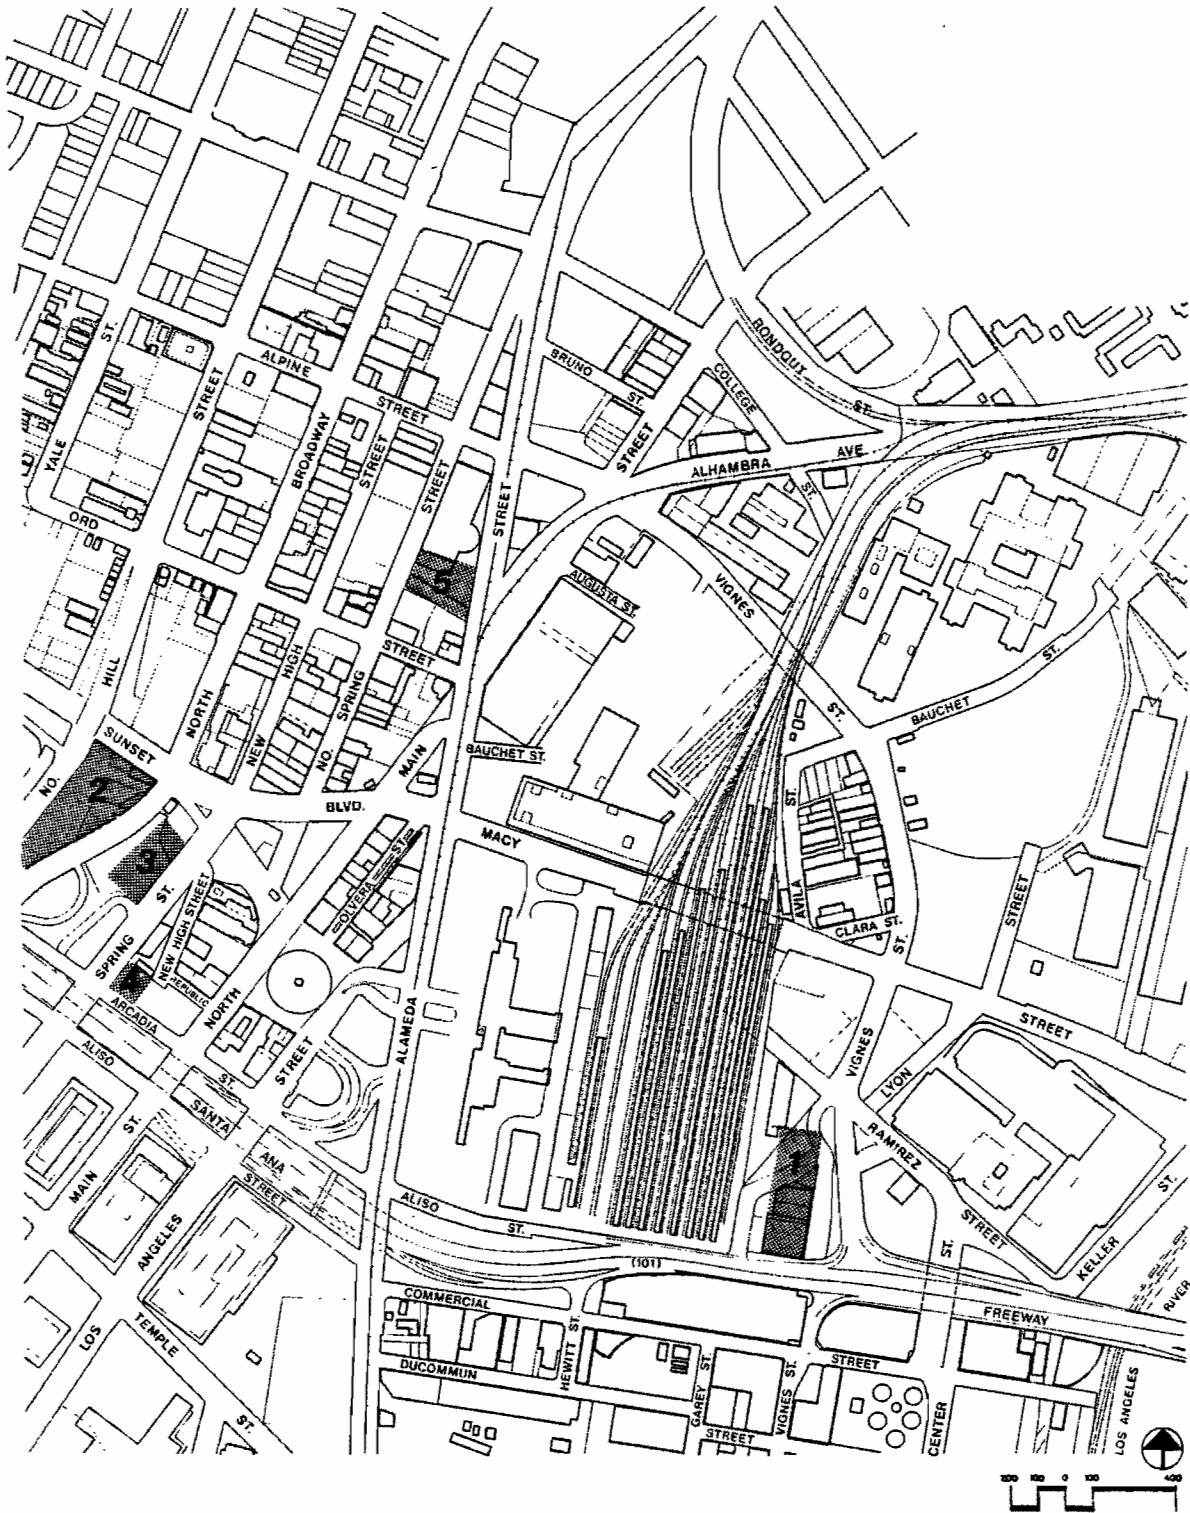 RONDOUT
ST.
YALE
ST.
STREET
ALPINE
STREET
BROADWAY
STREET
STREET
BRUNO
ST.
COLLEGE
ST.
STREET
ALHAMBRA
AVE
STREET
ORD
5
AUGUSTA ST.
VIGNES
ST.
STREET
HILL
NORTH
NEW
HIGH
NO.
SPRING
MAIN
BAUCHET
ST.
BAUCHET ST.
SUNSET
BLVD.
NO.
2
MACY
ST.
3
OLVERA
ST.
AVILA
CLARA ST.
ST.
STREET
SPRING
ST.
NEW HIGH STREET
4
REPUBLIC
NORTH
ARCADIA
ST.
ALAMEDA
STREET
STREET
VIGNES
LYON
ALISO
SANTA
ANA
STREET
MAIN
ST.
RAMIREZ
STREET
1
ALISO
ST.
(101)
ST.
KELLER
ST.
RIVER
LOS
ANGELES
TEMPLE
ST.
COMMERCIAL
ST.
FREEWAY
STREET
DUCOMMUN
HEWITT
GAREY
ST.
VIGNES
ST.
STREET
CENTER
LOS ANGELES
200 100 0 100 400